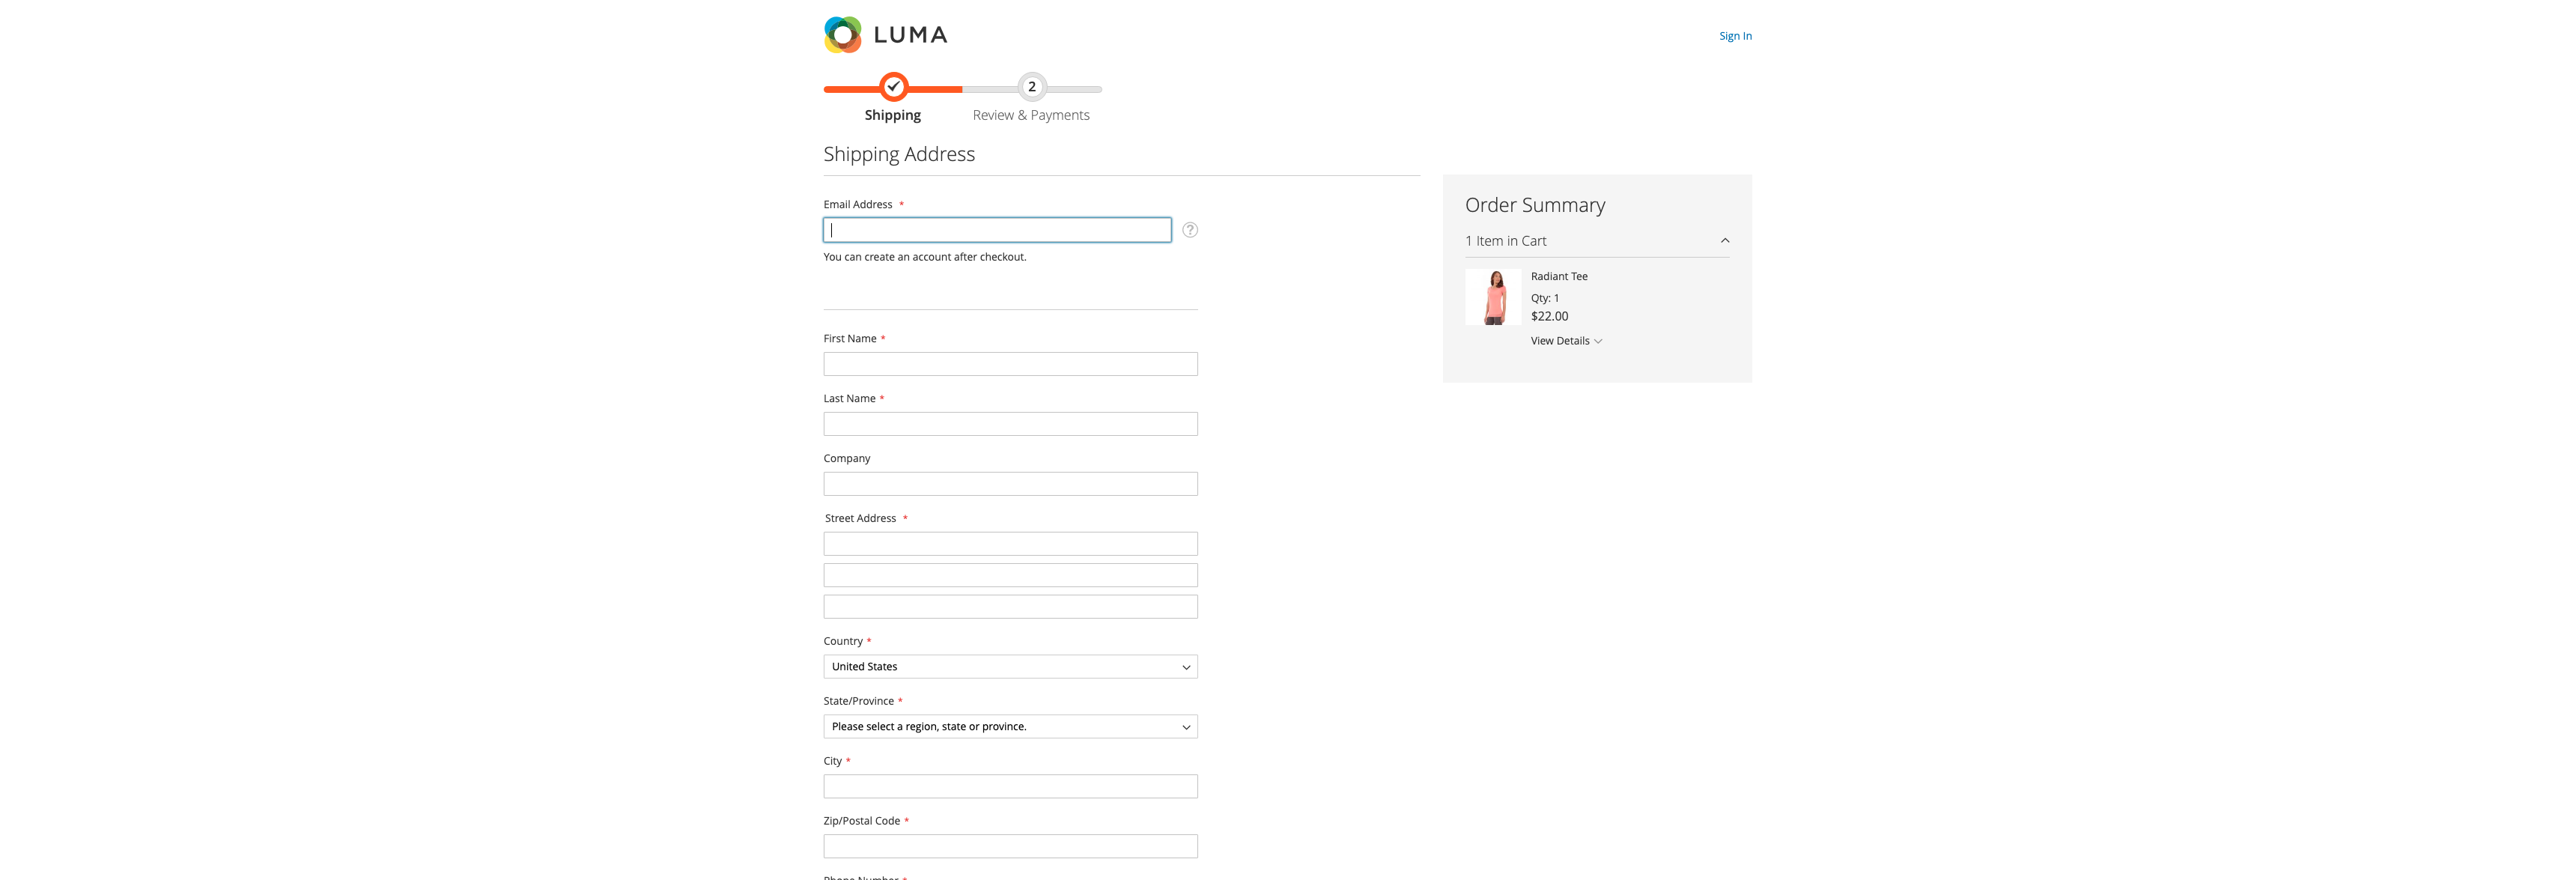 LUMA
Sign In
2
Shipping
Review & Payments
Shipping Address
Email Address *
You can create an account after checkout.
First Name *
Last Name *
Company
Street Address *
Country *
United States
State/Province *
Please select a region, state or province.
City *
Zip/Postal Code *
Phone Number *
Order Summary
1 Item in Cart
Radiant Tee
Qty: 1
$22.00
View Details